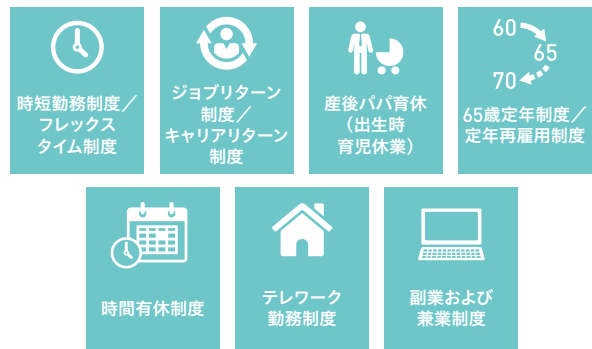 時短勤務制度／
フレックス
タイム制度
ジョブリターン
制度／
キャリアリターン
制度
産後パパ育休
（出生時
育児休業）
60
65
70
65歳定年制度／
定年再雇用制度
時間有休制度
テレワーク
勤務制度
副業および
兼業制度